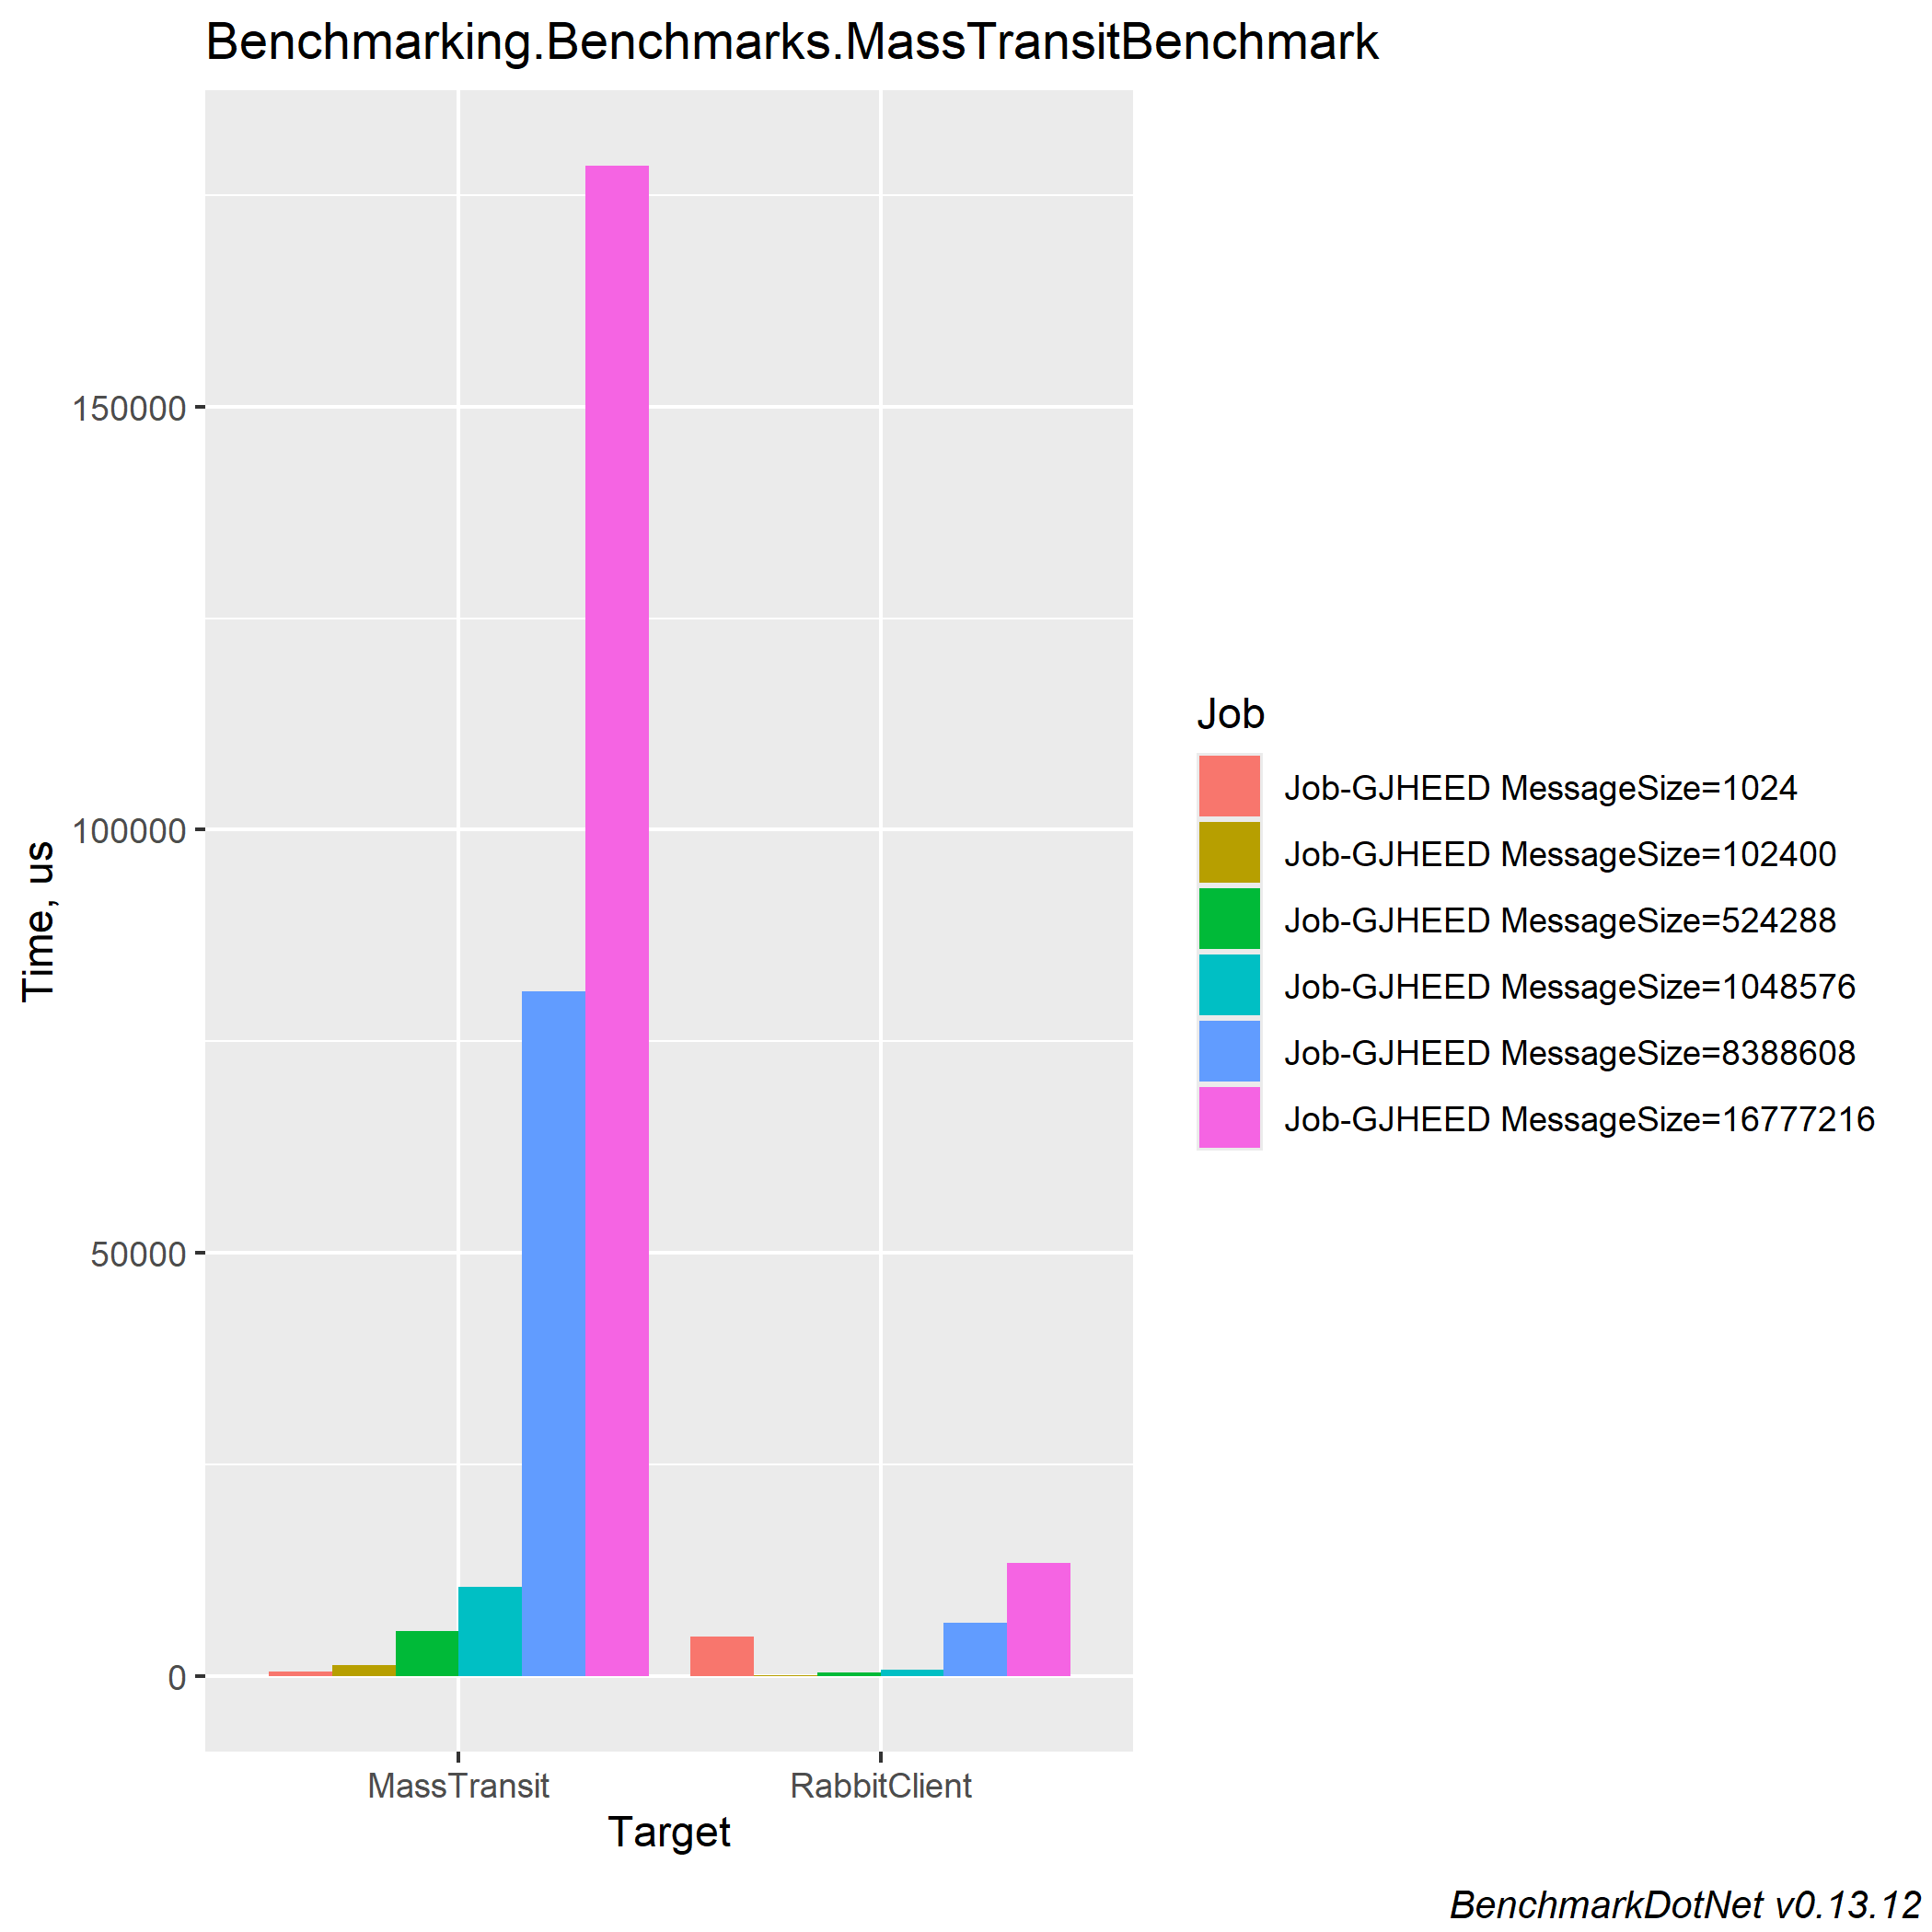 Benchmarking.Benchmarks.MassTransitBenchmark
150000
100000
50000
0
Time, us
MassTransit
RabbitClient
Target
Job
Job-GJHEED MessageSize=1024
Job-GJHEED MessageSize=102400
Job-GJHEED MessageSize=524288
Job-GJHEED MessageSize=1048576
Job-GJHEED MessageSize=8388608
Job-GJHEED MessageSize=16777216
BenchmarkDotNet v0.13.12